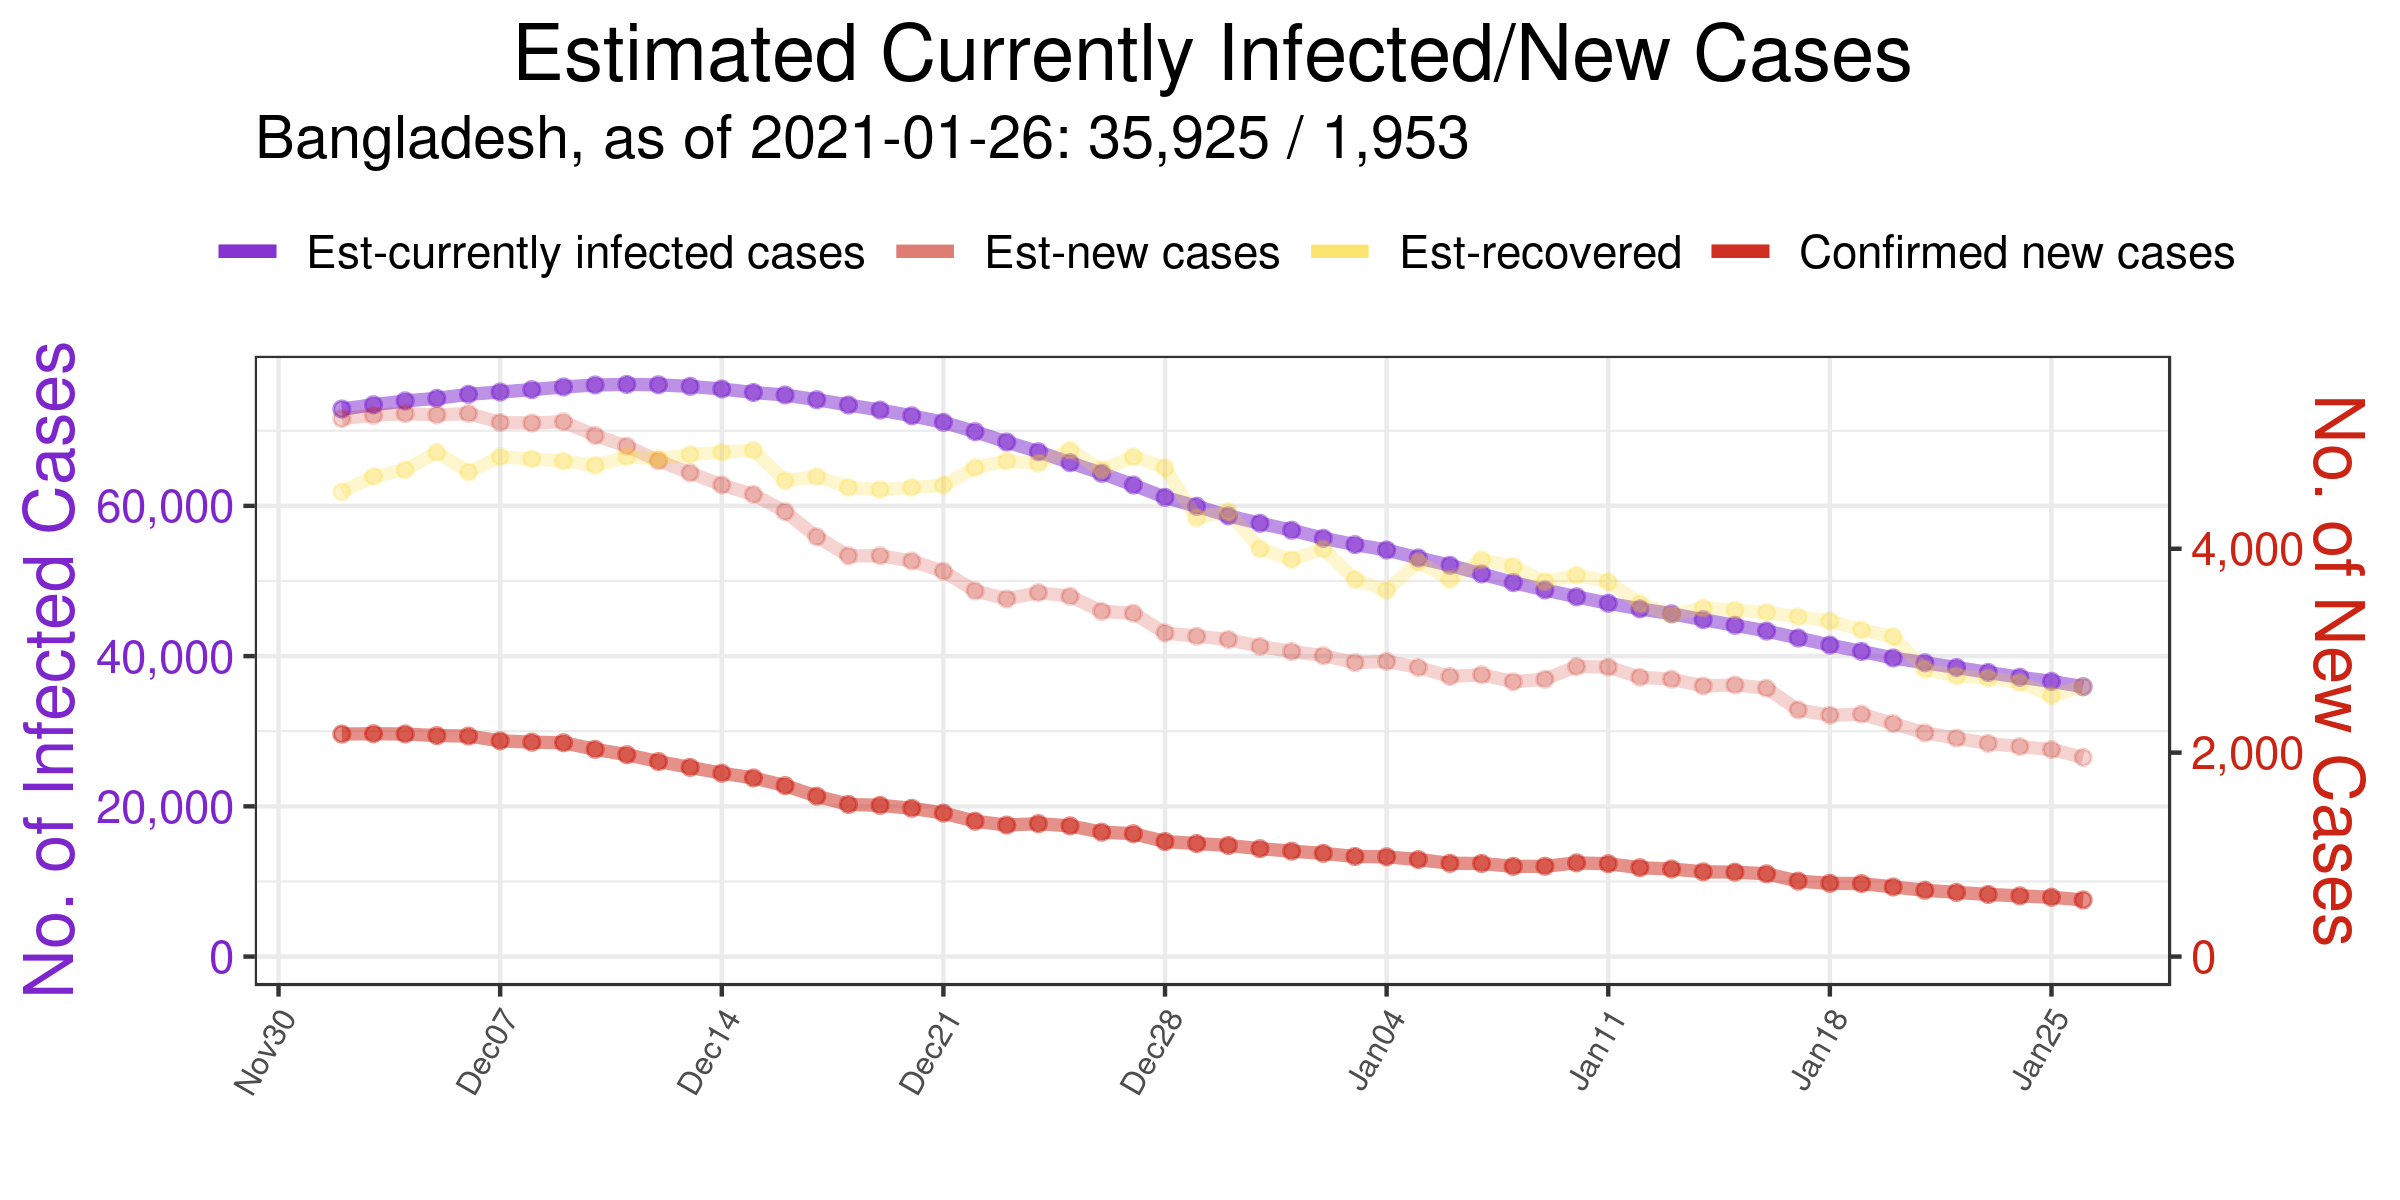 Estimated Currently Infected/New Cases
Bangladesh, as of 2021-01-26: 35,925 / 1,953
Est-currently infected cases Est-new cases Est-recovered Confirmed new cases
No. of Infected Cases
60,000
40,000
20,000
0
No. of New Cases
4,000
2,000
0
Nov30 Dec07 Dec14 Dec21 Dec28 Jan04 Jan11 Jan18 Jan25